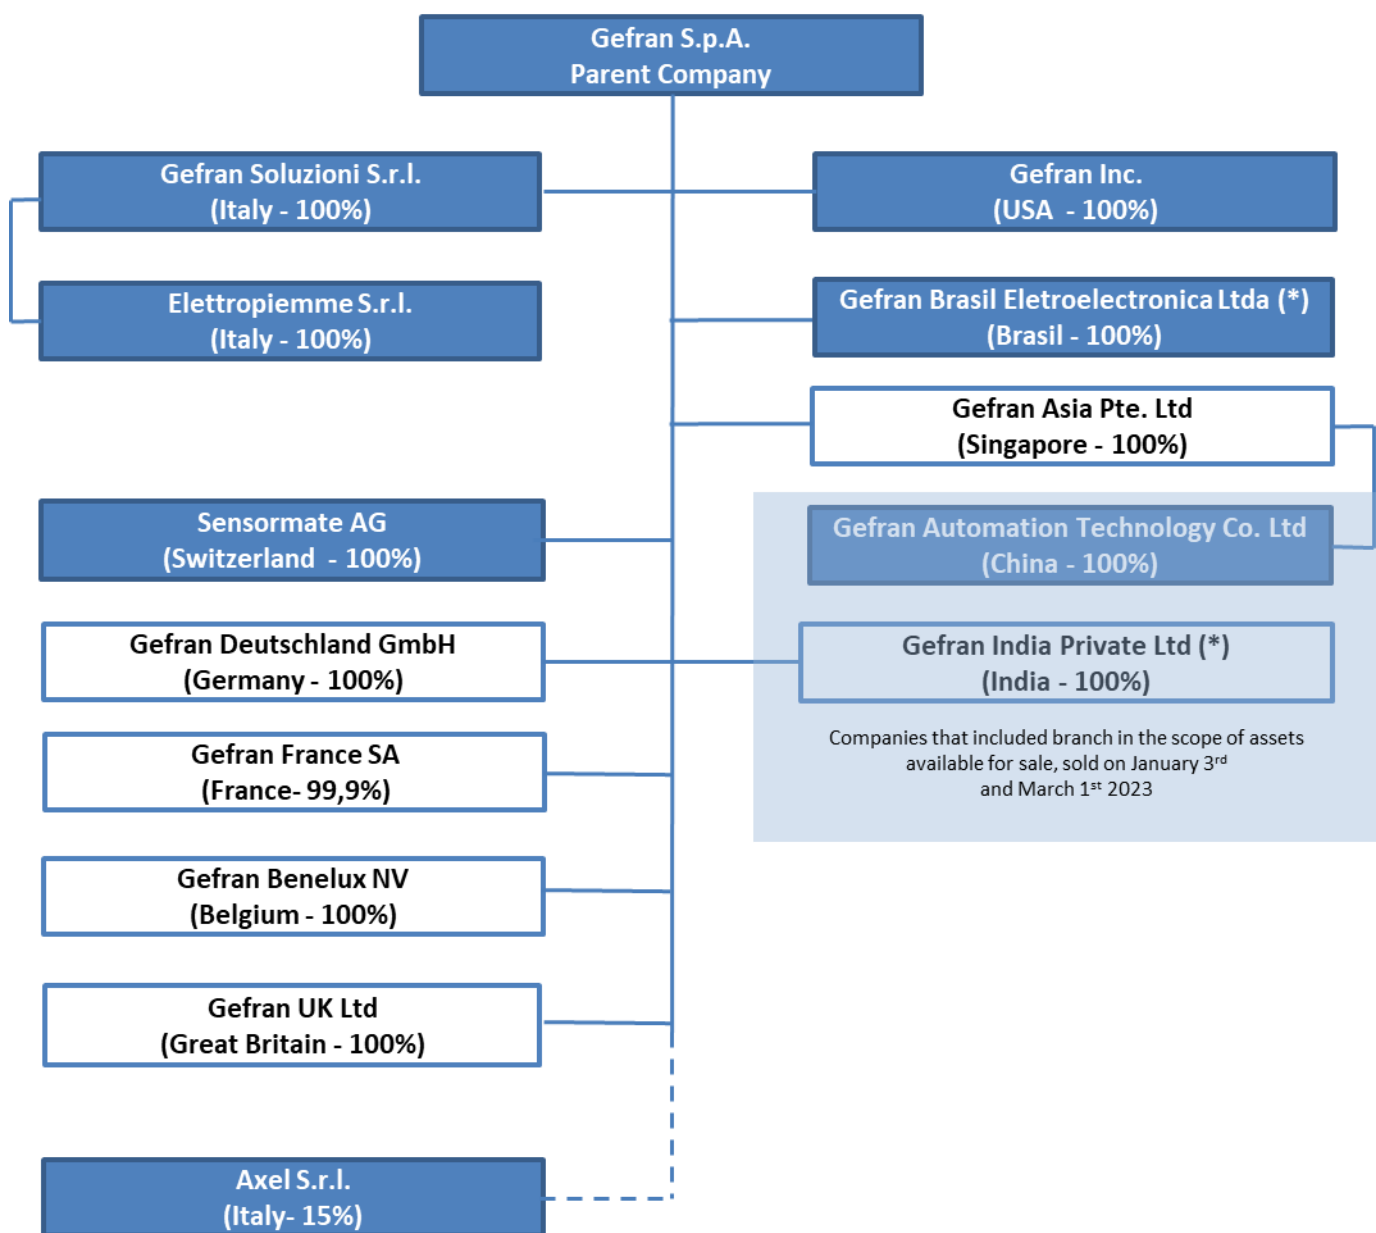 Gefran S.p.A.
Parent Company
Gefran Soluzioni S.r.l.
(Italy - 100%)
Gefran Inc.
(USA - 100%)
Elettropiemme S.r.l.
(Italy - 100%)
Gefran Brasil Eletroelectronica Ltda (*)
(Brasil - 100%)
Gefran Asia Pte. Ltd
(Singapore - 100%)
Sensormate AG
(Switzerland - 100%)
Gefran Automation Technology Co. Ltd
(China - 100%)
Gefran Deutschland GmbH
(Germany - 100%)
Gefran India Private Ltd (*)
(India - 100%)
Companies that included branch in the scope of assets
available for sale, sold on January 3rd
and March 1st 2023
Gefran France SA
(France- 99,9%)
Gefran Benelux NV
(Belgium - 100%)
Gefran UK Ltd
(Great Britain - 100%)
Axel S.r.l.
(Italy- 15%)